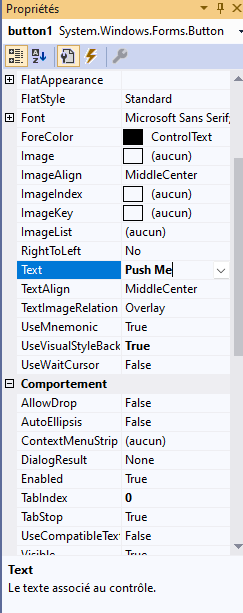 Propriétés
button1 System.Windows.Forms.Button
FlatAppearance
FlatStyle Standard
Font Microsoft Sans Serif
ForeColor ControlText
Image (aucun)
ImageAlign MiddleCenter
ImageIndex (aucun)
ImageKey (aucun)
ImageList (aucun)
RightToLeft No
Text Push Me
TextAlign MiddleCenter
TextImageRelation Overlay
UseMnemonic True
UseVisualStyleBack True
UseWaitCursor False
Comportement
AllowDrop False
AutoEllipsis False
ContextMenuStrip (aucun)
DialogResult None
Enabled True
TabIndex 0
TabStop True
UseCompatibleText False
Visible True
Text
Le texte associé au contrôle.